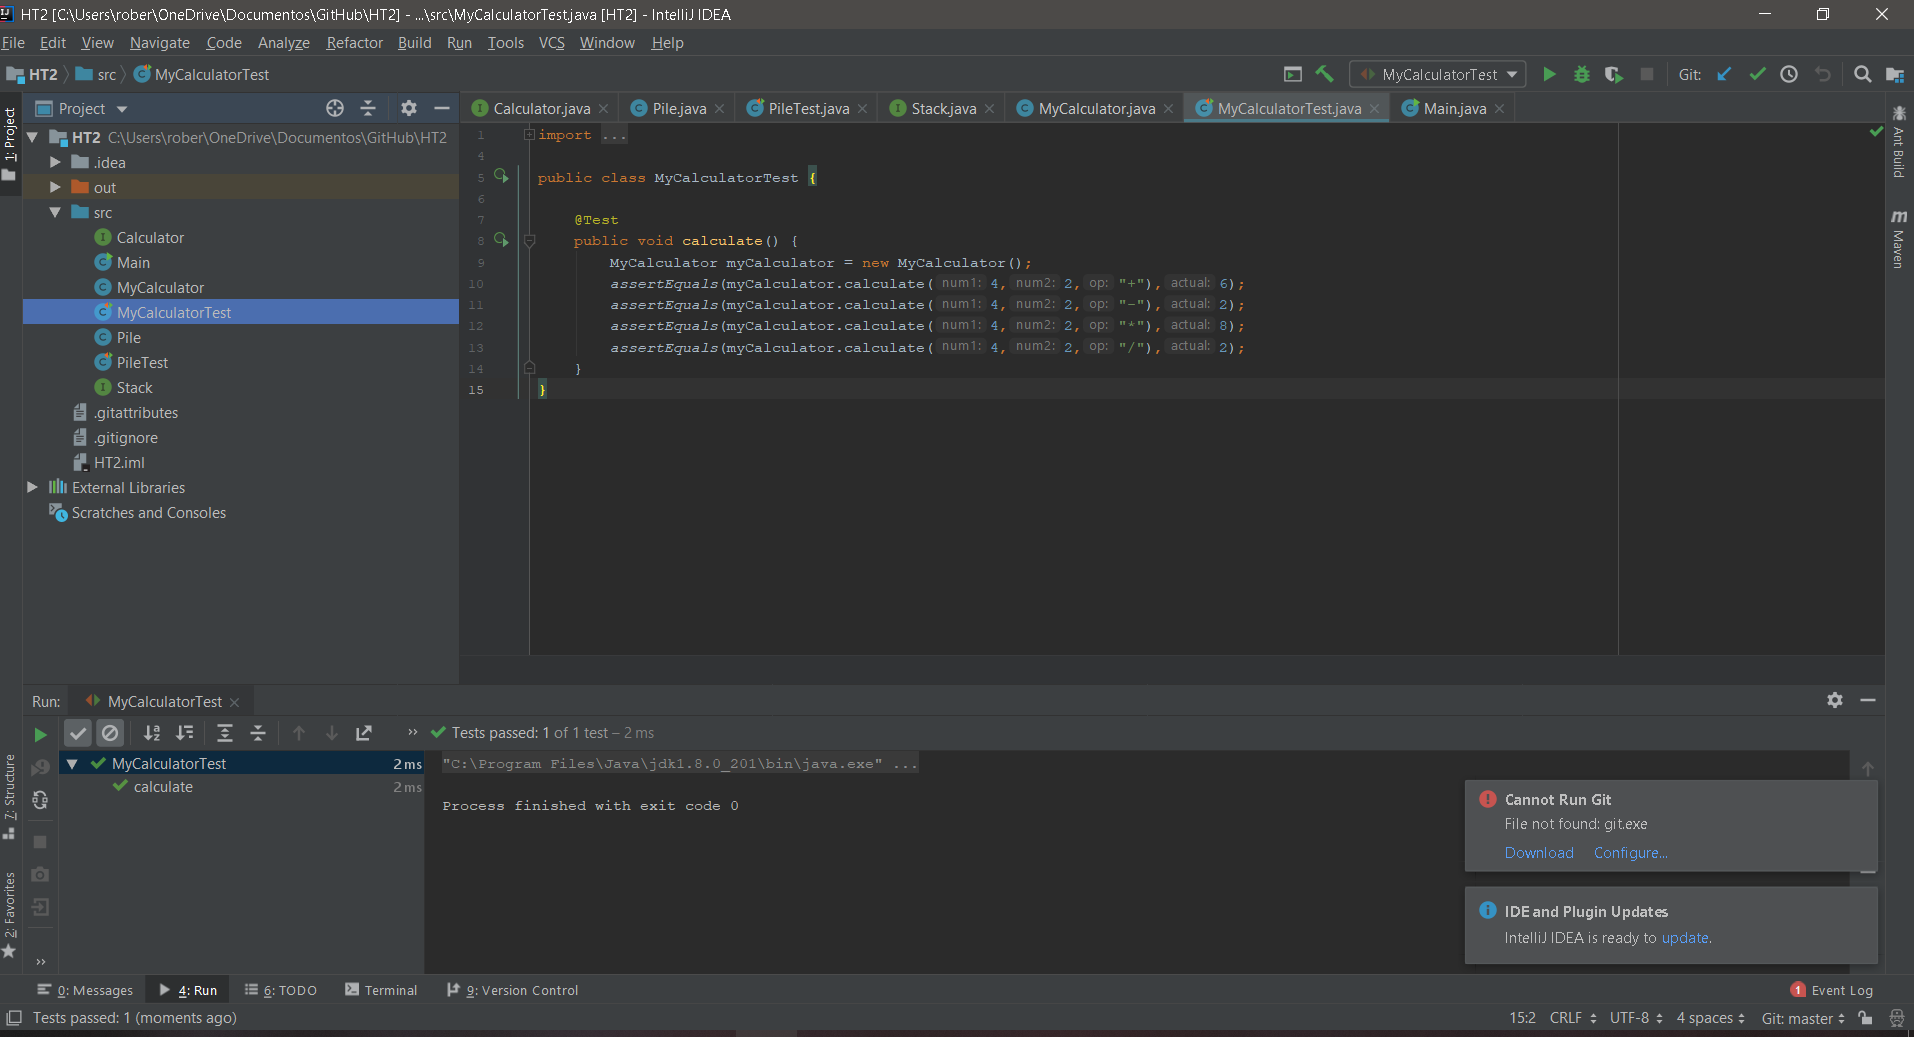 HT2 [C:\Users\rober\OneDrive\Documentos\GitHub\HT2] - ...\src\MyCalculatorTest.java [HT2] - IntelliJ IDEA
File Edit View Navigate Code Analyze Refactor Build Run Tools VCS Window Help
HT2 src MyCalculatorTest MyCalculatorTest Git:
1: Project
Project
Calculator.java Pile.java PileTest.java Stack.java MyCalculator.java MyCalculatorTest.java Main.java
HT2 C:\Users\rober\OneDrive\Documentos\GitHub\HT2
.idea
out
src
Calculator
Main
MyCalculator
MyCalculatorTest
Pile
PileTest
Stack
.gitattributes
.gitignore
HT2.iml
External Libraries
Scratches and Consoles
1 import ...
4
5 public class MyCalculatorTest {
6
7 @Test
8 public void calculate() {
9 MyCalculator myCalculator = new MyCalculator();
10 assertEquals(myCalculator.calculate( num1: 4, num2: 2, op: "+"), actual: 6);
11 assertEquals(myCalculator.calculate( num1: 4, num2: 2, op: "-"), actual: 2);
12 assertEquals(myCalculator.calculate( num1: 4, num2: 2, op: "*"), actual: 8);
13 assertEquals(myCalculator.calculate( num1: 4, num2: 2, op: "/"), actual: 2);
14 }
15 }
Ant Build
m Maven
Run: MyCalculatorTest
Tests passed: 1 of 1 test – 2 ms
MyCalculatorTest 2 ms
calculate 2 ms
"C:\Program Files\Java\jdk1.8.0_201\bin\java.exe" ...
Process finished with exit code 0
7: Structure
2: Favorites
Cannot Run Git
File not found: git.exe
Download Configure...
IDE and Plugin Updates
IntelliJ IDEA is ready to update.
0: Messages 4: Run 6: TODO Terminal 9: Version Control 1 Event Log
Tests passed: 1 (moments ago) 15:2 CRLF UTF-8 4 spaces Git: master